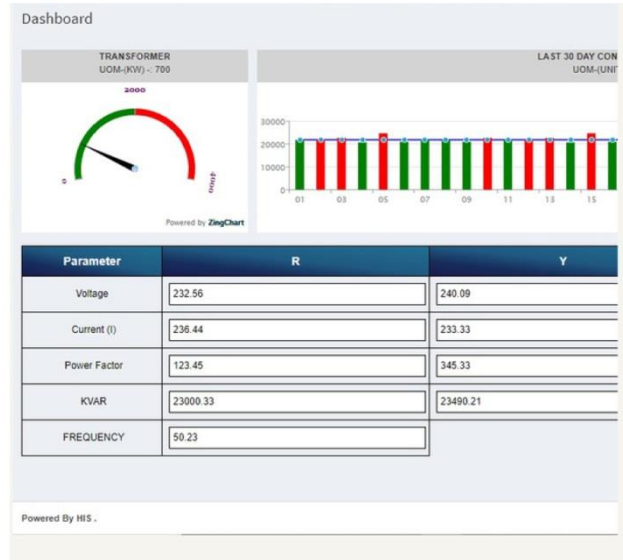 Dashboard
TRANSFORMER
UOM-(KW) -: 700
2000
0
4000
Powered by ZingChart
LAST 30 DAY CON
UOM-(UNI
30000
20000
10000
0
01 03 05 07 09 11 13 15
Parameter R Y
Voltage 232.56 240.09
Current (I) 236.44 233.33
Power Factor 123.45 345.33
KVAR 23000.33 23490.21
FREQUENCY 50.23
Powered By HIS .